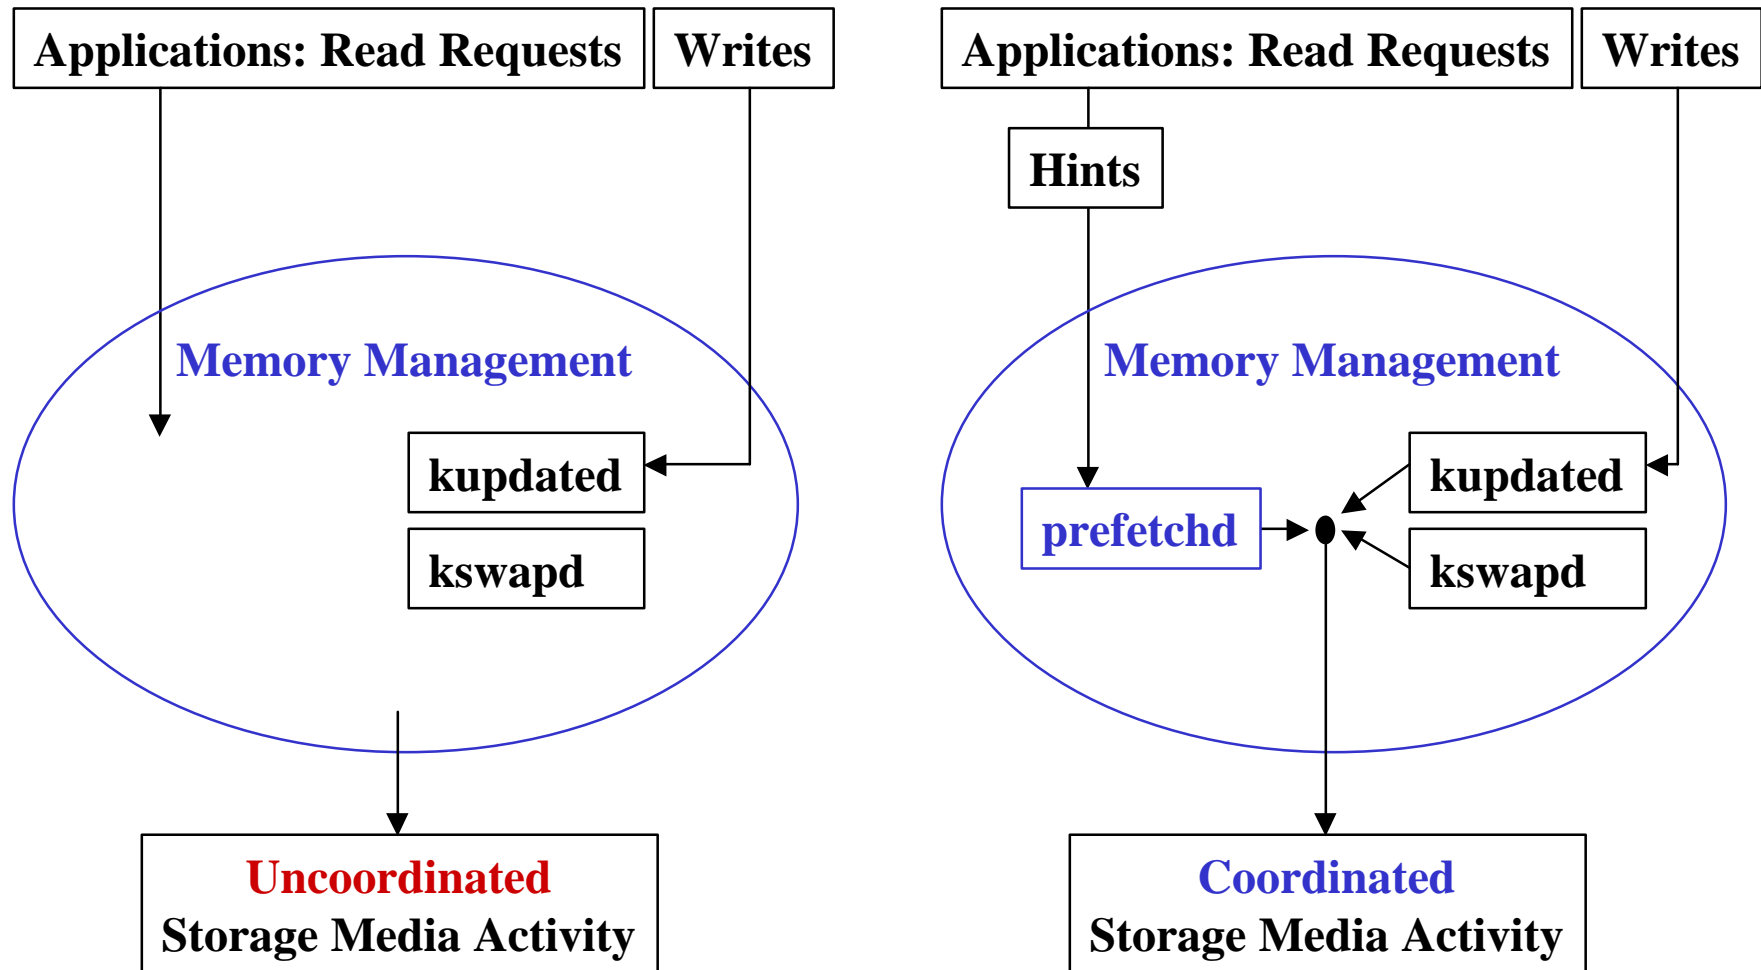 Applications: Read Requests
Writes
Memory Management
kupdated
kswapd
Uncoordinated
Storage Media Activity
Applications: Read Requests
Writes
Hints
Memory Management
kupdated
prefetchd
kswapd
Coordinated
Storage Media Activity